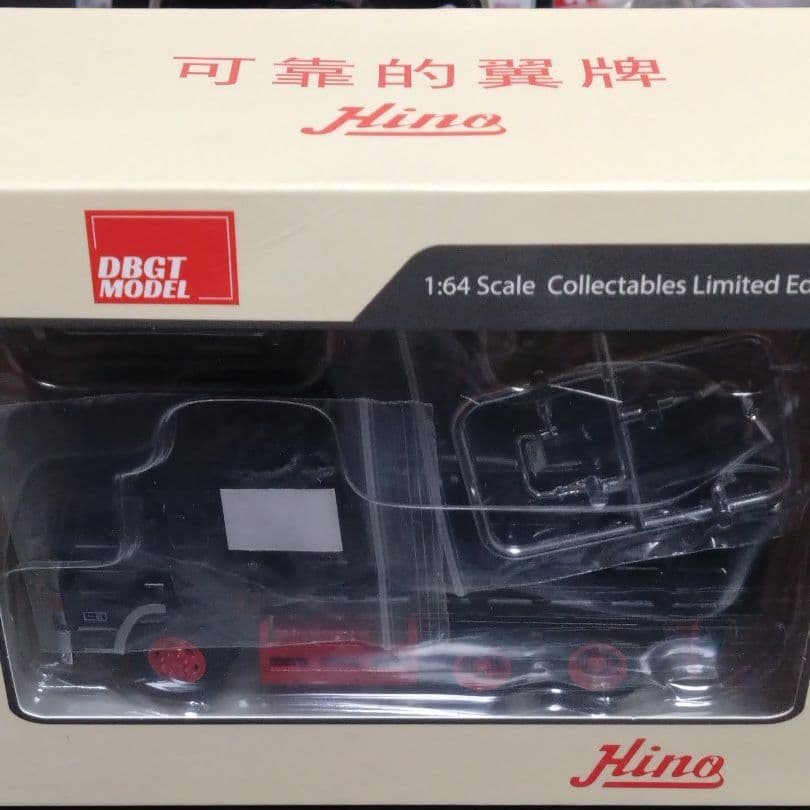 可靠的翼牌
Hino
DBGT
MODEL
1:64 Scale Collectables Limited Ed
Hino